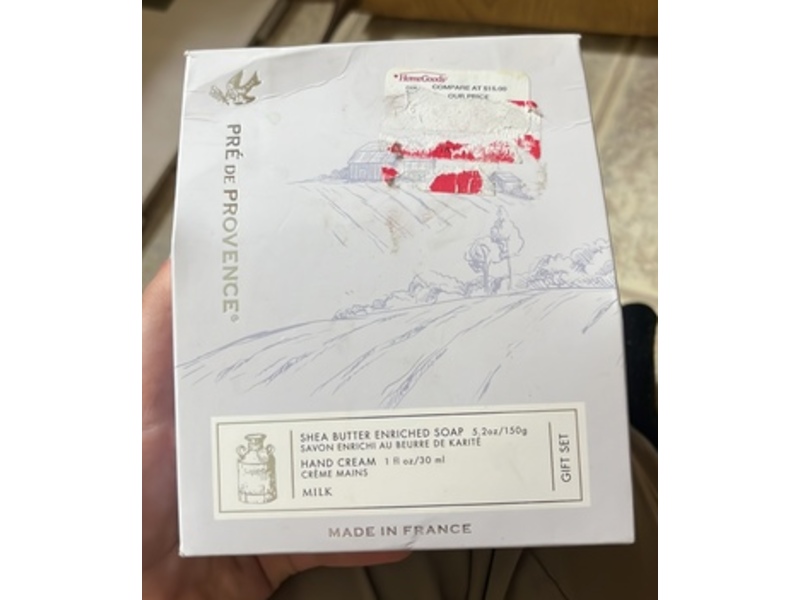 HomeGoods
COMPARE AT $15.00
OUR PRICE
PRÉ DE PROVENCE®
SHEA BUTTER ENRICHED SOAP 5.2oz/150g
SAVON ENRICHI AU BEURRE DE KARITÉ
HAND CREAM 1 fl oz/30 ml
CRÈME MAINS
MILK
GIFT SET
MADE IN FRANCE